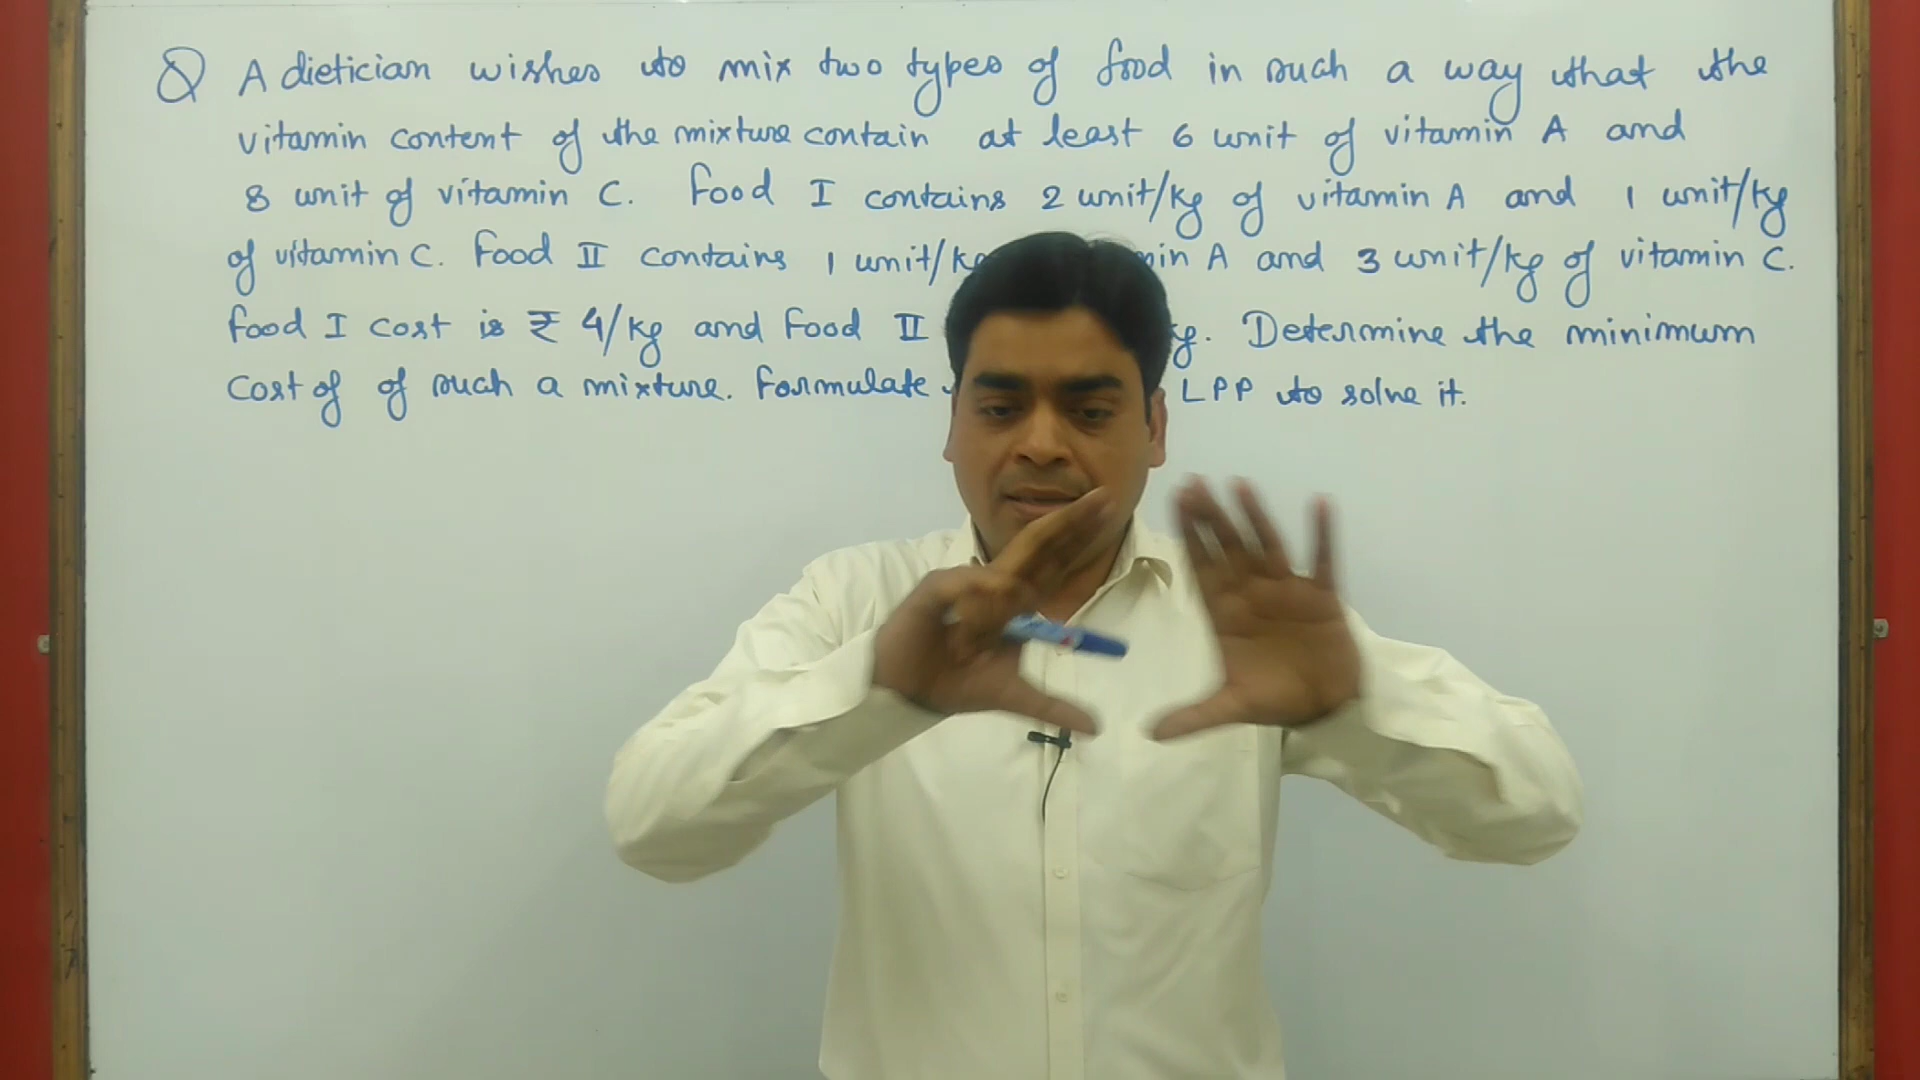 Q A dietician wishes to mix two types of food in such a way that the
vitamin content of the mixture contain at least 6 unit of vitamin A and
8 unit of vitamin C. Food I contains 2 unit/kg of vitamin A and 1 unit/kg
of vitamin C. Food II contains 1 unit/kg min A and 3 unit/kg of vitamin C.
Food I cost is ₹ 4/kg and Food II g. Determine the minimum
Cost of of such a mixture. Formulate LPP to solve it.